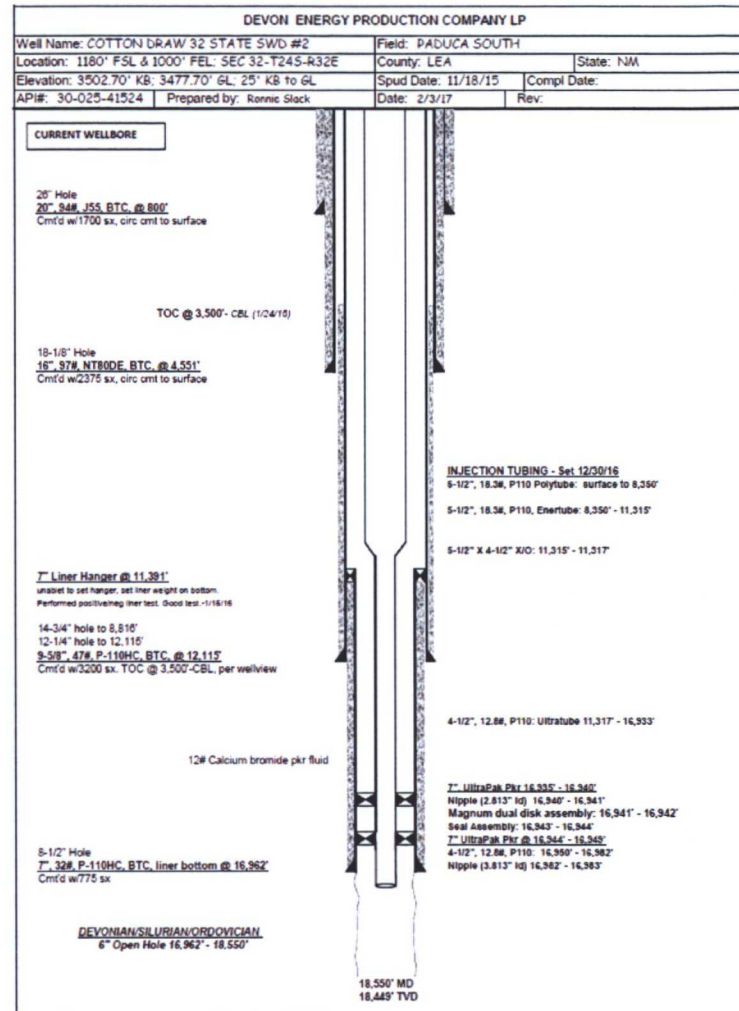 DEVON ENERGY PRODUCTION COMPANY LP
Well Name: COTTON DRAW 32 STATE SWD #2 Field: PADUCA SOUTH
Location: 1180' FSL & 1000' FEL; SEC 32-T24S-R32E County: LEA State: NM
Elevation: 3502.70' KB; 3477.70' GL; 25' KB to GL Spud Date: 11/18/15 Compl Date:
API#: 30-025-41524 Prepared by: Ronnie Slack Date: 2/3/17 Rev:
CURRENT WELLBORE
26" Hole
20", 94#, J55, BTC, @ 800'
Cmt'd w/1700 sx, circ cmt to surface
TOC @ 3,500'- CBL (1/24/16)
18-1/8" Hole
16", 97#, NT80DE, BTC, @ 4,551'
Cmt'd w/2375 sx, circ cmt to surface
INJECTION TUBING - Set 12/30/16
5-1/2", 18.3#, P110 Polytube: surface to 8,350'
5-1/2", 18.3#, P110, Enertube: 8,350' - 11,315'
5-1/2" X 4-1/2" X/O: 11,315' - 11,317'
7" Liner Hanger @ 11,391'
unablet to set hanger, set liner weight on bottom.
Performed positive/neg liner test. Good test.-1/16/16
14-3/4" hole to 8,816'
12-1/4" hole to 12,115'
9-5/8", 47#, P-110HC, BTC, @ 12,115'
Cmt'd w/3200 sx. TOC @ 3,500'-CBL, per wellview
4-1/2", 12.8#, P110: Ultratube 11,317' - 16,933'
12# Calcium bromide pkr fluid
7", UltraPak Pkr 16,935' - 16,940'
Nipple (2.813" id) 16,940' - 16,941'
Magnum dual disk assembly: 16,941' - 16,942'
Seal Assembly: 16,943' - 16,944'
7" UltraPak Pkr @ 16,944' - 16,949'
4-1/2", 12.8#, P110: 16,950' - 16,982'
Nipple (3.813" id) 16,982' - 16,983'
8-1/2" Hole
7", 32#, P-110HC, BTC, liner bottom @ 16,962'
Cmt'd w/775 sx
DEVONIAN/SILURIAN/ORDOVICIAN
6" Open Hole 16,962' - 18,550'
18,550' MD
18,449' TVD